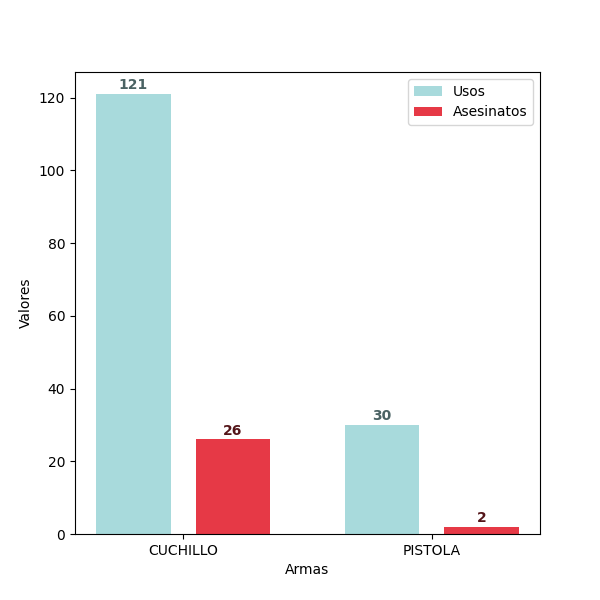 121
Usos
Asesinatos
120
100
80
60
40
20
0
Valores
26
30
2
CUCHILLO
PISTOLA
Armas